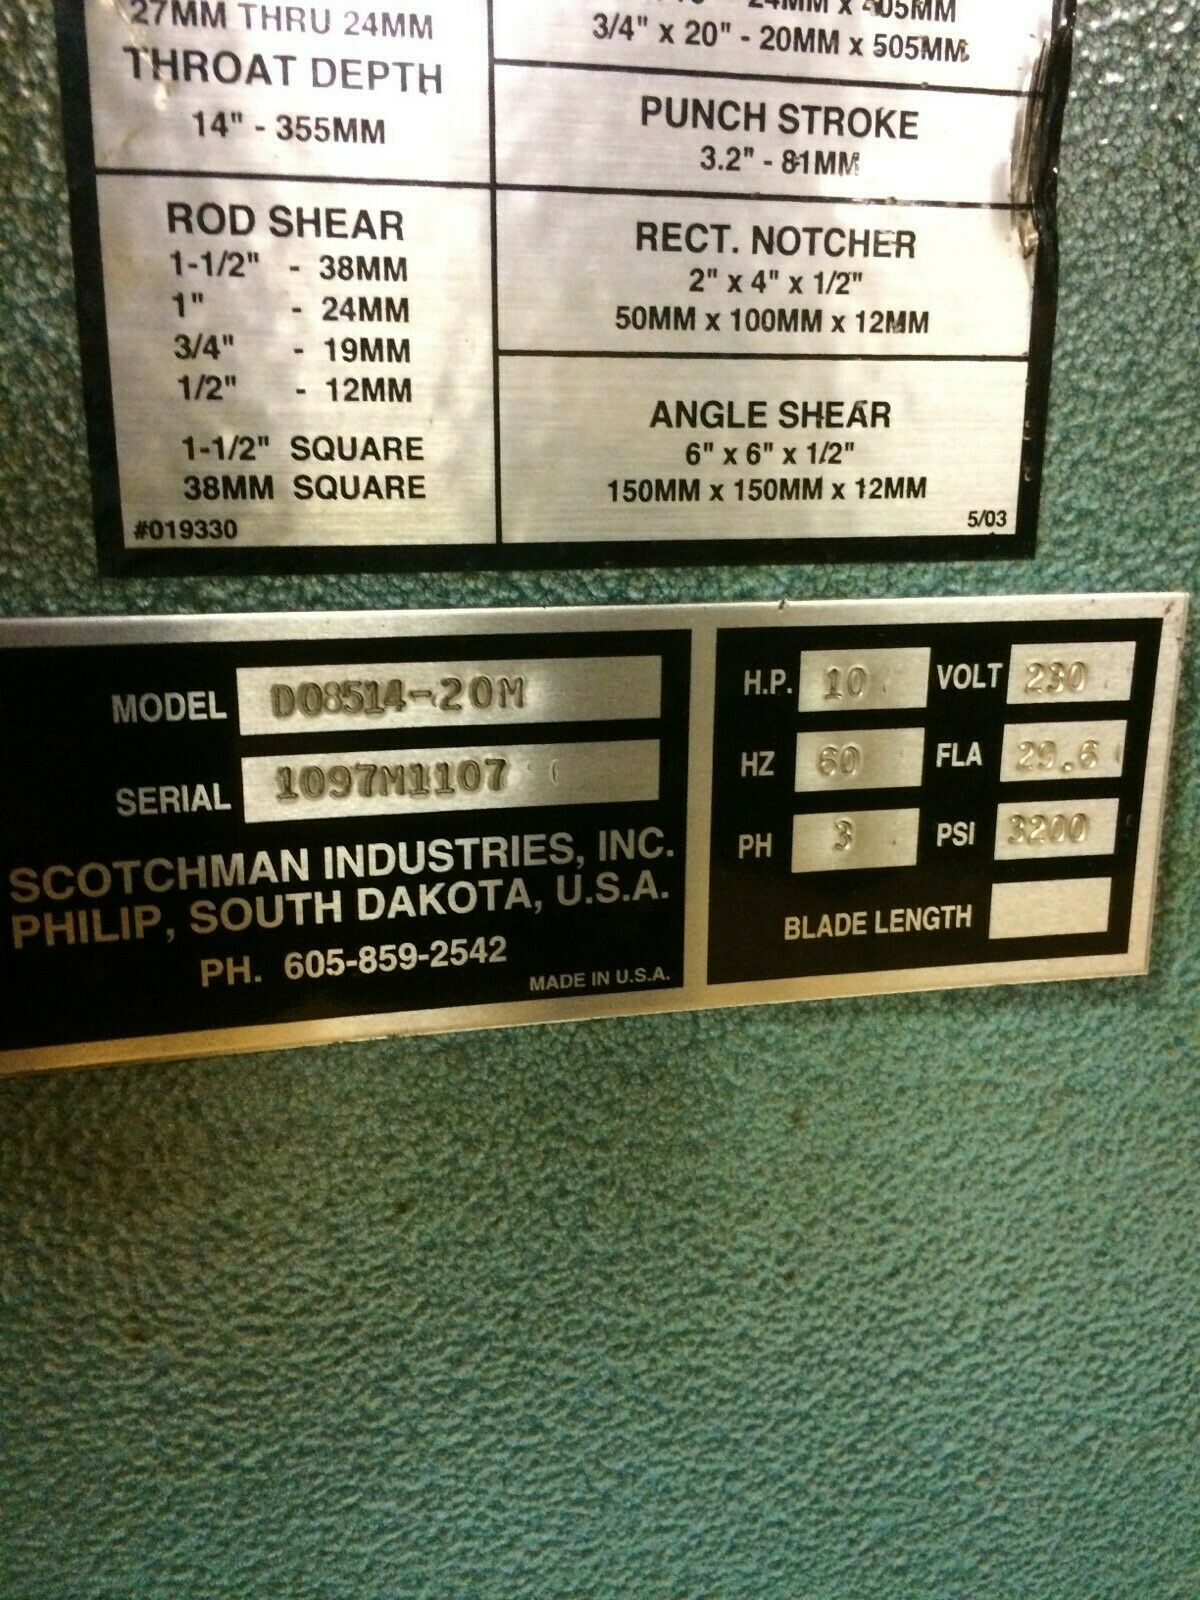 27MM THRU 24MM
THROAT DEPTH
14" - 355MM
ROD SHEAR
1-1/2" - 38MM
1" - 24MM
3/4" - 19MM
1/2" - 12MM
1-1/2" SQUARE
38MM SQUARE
#019330
24MM x 405MM
3/4" x 20" - 20MM x 505MM
PUNCH STROKE
3.2" - 81MM
RECT. NOTCHER
2" x 4" x 1/2"
50MM x 100MM x 12MM
ANGLE SHEAR
6" x 6" x 1/2"
150MM x 150MM x 12MM
5/03
MODEL DO8514-20M
SERIAL 1097M1107
SCOTCHMAN INDUSTRIES, INC.
PHILIP, SOUTH DAKOTA, U.S.A.
PH. 605-859-2542
MADE IN U.S.A.
H.P. 10 VOLT 230
HZ 60 FLA 29.6
PH 3 PSI 3200
BLADE LENGTH